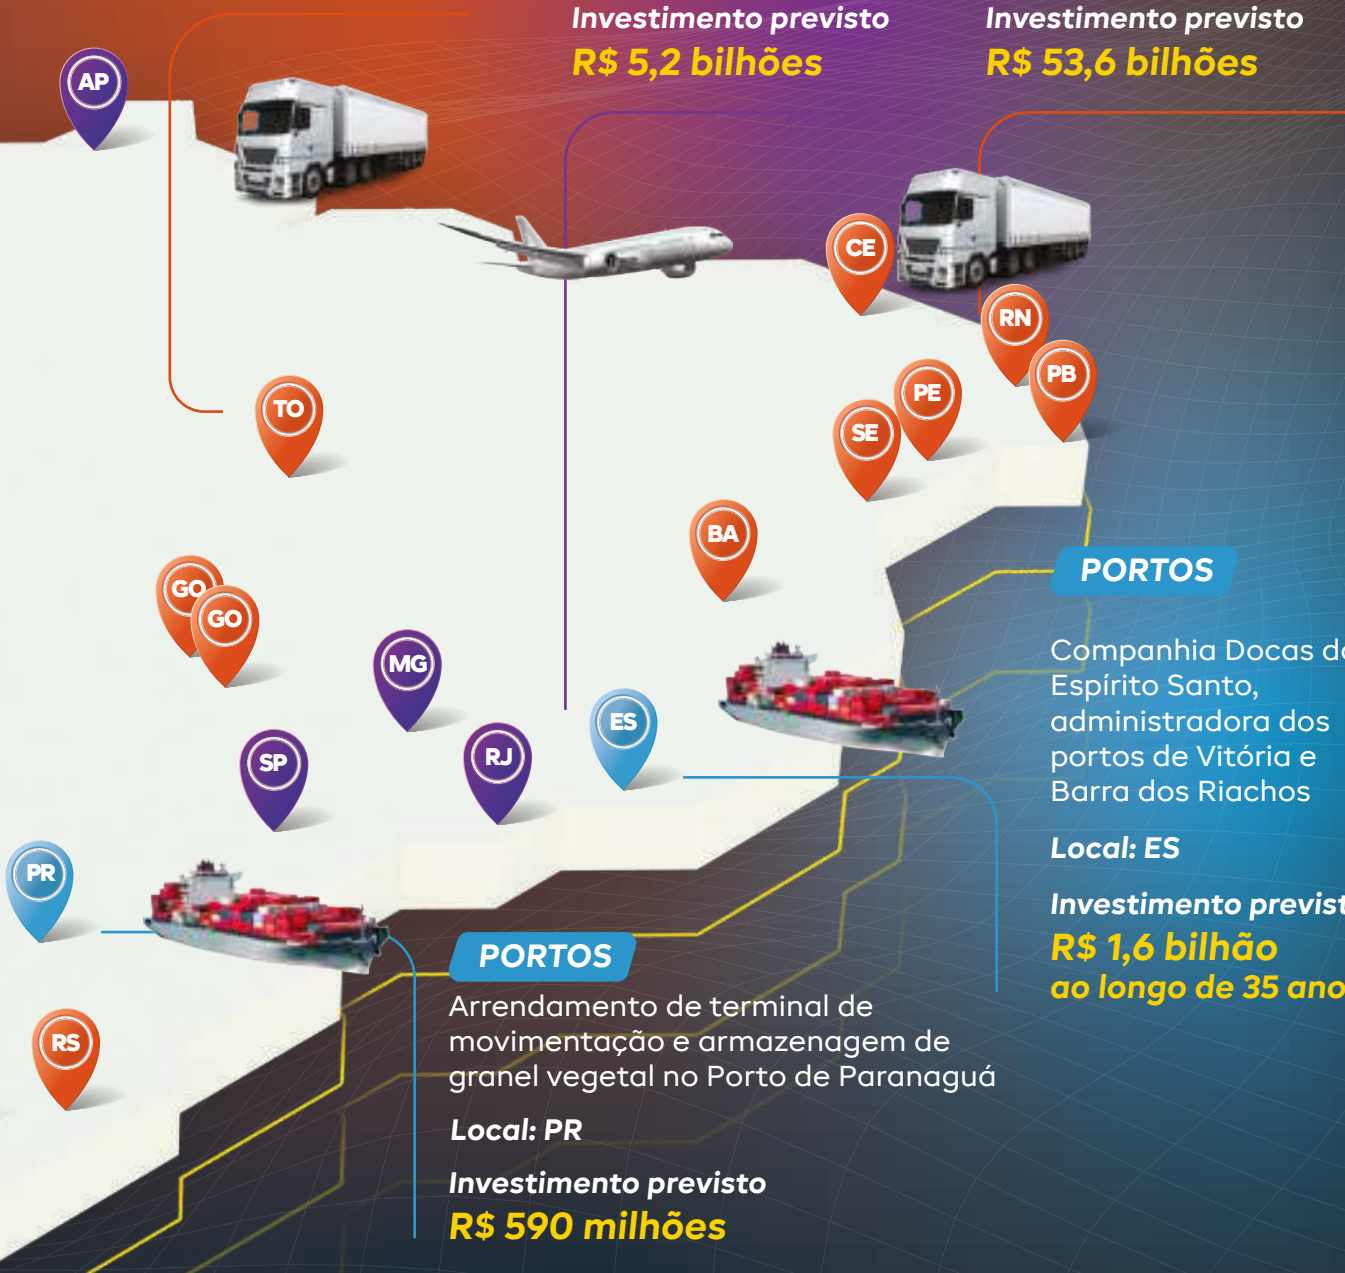 Investimento previsto
R$ 5,2 bilhões
Investimento previsto
R$ 53,6 bilhões
AP
CE
RN
PB
PE
SE
TO
BA
GO
GO
MG
ES
RJ
SP
PR
RS
PORTOS
Companhia Docas do
Espírito Santo,
administradora dos
portos de Vitória e
Barra dos Riachos
Local: ES
Investimento previst
R$ 1,6 bilhão
ao longo de 35 ano
PORTOS
Arrendamento de terminal de
movimentação e armazenagem de
granel vegetal no Porto de Paranaguá
Local: PR
Investimento previsto
R$ 590 milhões